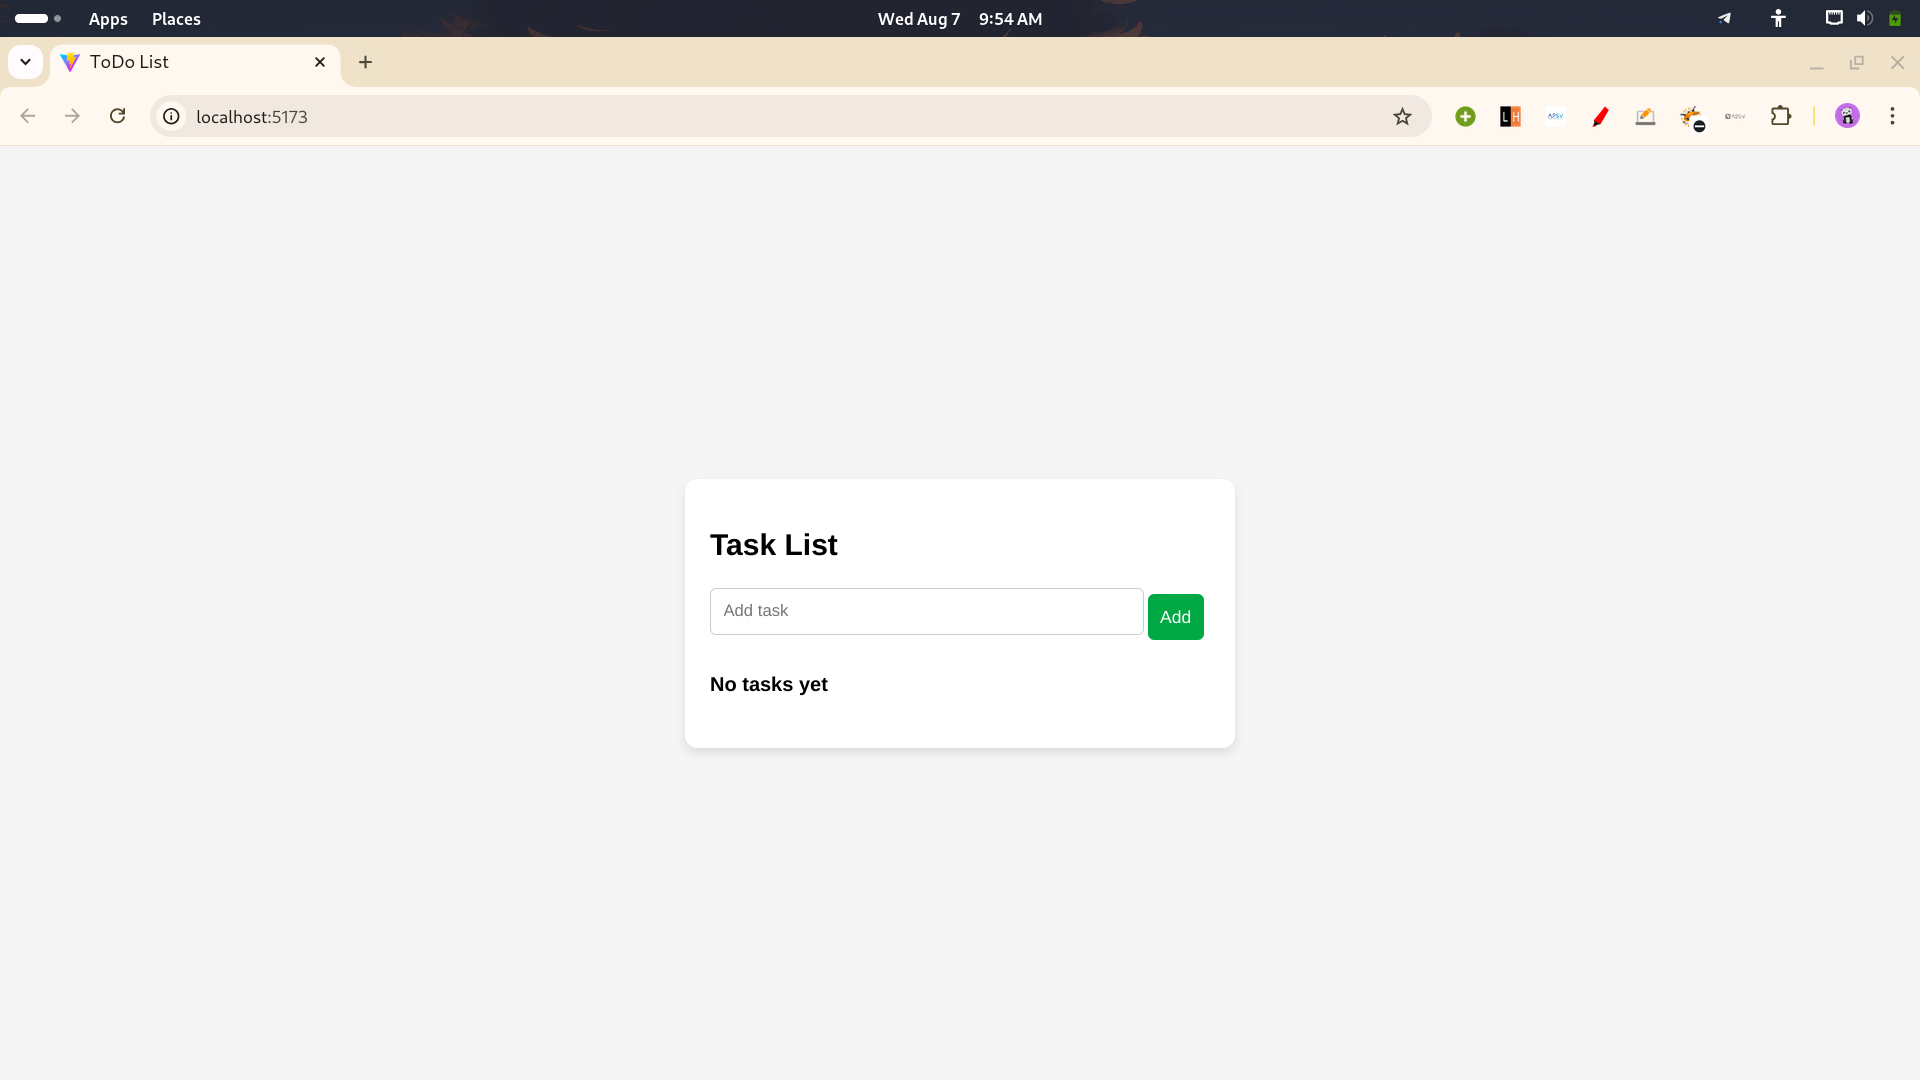 Apps Places Wed Aug 7 9:54 AM
ToDo List
localhost:5173
LH
Task List
Add task Add
No tasks yet